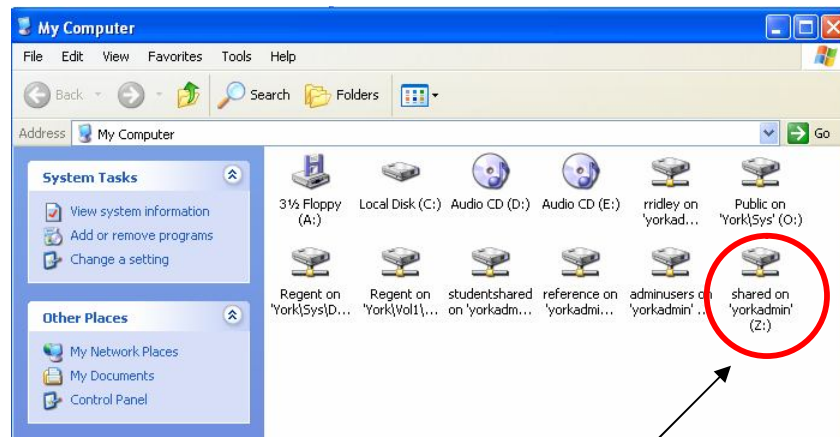 My Computer
File Edit View Favorites Tools Help
Back Search Folders
Address My Computer Go
System Tasks
View system information
Add or remove programs
Change a setting
Other Places
My Network Places
My Documents
Control Panel
3½ Floppy
(A:)
Local Disk (C:)
Audio CD (D:)
Audio CD (E:)
rridley on
'yorkad...
Public on
'York\Sys' (O:)
Regent on
'York\Sys\D...
Regent on
'York\Vol1\...
studentshared
on 'yorkadm...
reference on
'yorkadmi...
adminusers on
'yorkadmin' ...
shared on
'yorkadmin'
(Z:)